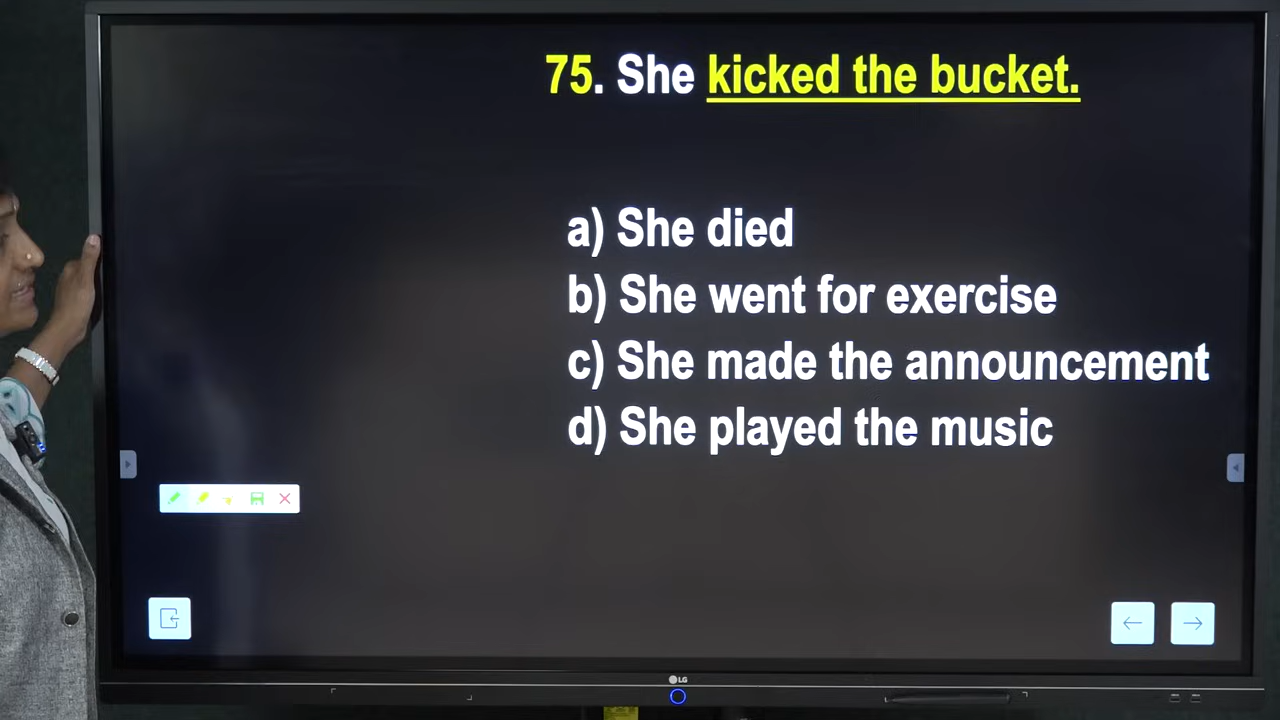 75. She kicked the bucket.
a) She died
b) She went for exercise
c) She made the announcement
d) She played the music
LG